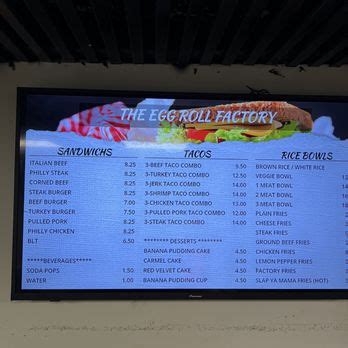 THE EGG ROLL FACTORY
SANDWICHS
ITALIAN BEEF 8.25
PHILLY STEAK 8.25
CORNED BEEF 8.25
STEAK BURGER 8.25
BEEF BURGER 7.00
TURKEY BURGER 7.50
PULLED PORK 8.25
PHILLY CHICKEN 8.25
BLT 6.50
*****BEVERAGES*****
SODA POPS 1.50
WATER 1.00
TACOS
3-BEEF TACO COMBO 9.50
3-TURKEY TACO COMBO 12.50
3-JERK TACO COMBO 14.00
3-SHRIMP TACO COMBO 14.00
3-CHICKEN TACO COMBO 13.00
3-PULLED PORK TACO COMBO 12.00
3-STEAK TACO COMBO
******** DESSERTS ********
BANANA PUDDING CAKE 4.50
CARMEL CAKE 4.50
RED VELVET CAKE 4.50
BANANA PUDDING CUP 4.50
RICE BOWLS
BROWN RICE / WHITE RICE
VEGGIE BOWL
1 MEAT BOWL
2 MEAT BOWL
3 MEAT BOWL
PLAIN FRIES
CHEESE FRIES
STEAK FRIES
GROUND BEEF FRIES
CHICKEN FRIES
LEMON PEPPER FRIES
FACTORY FRIES
SLAP YA MAMA FRIES (HOT)
Pioneer